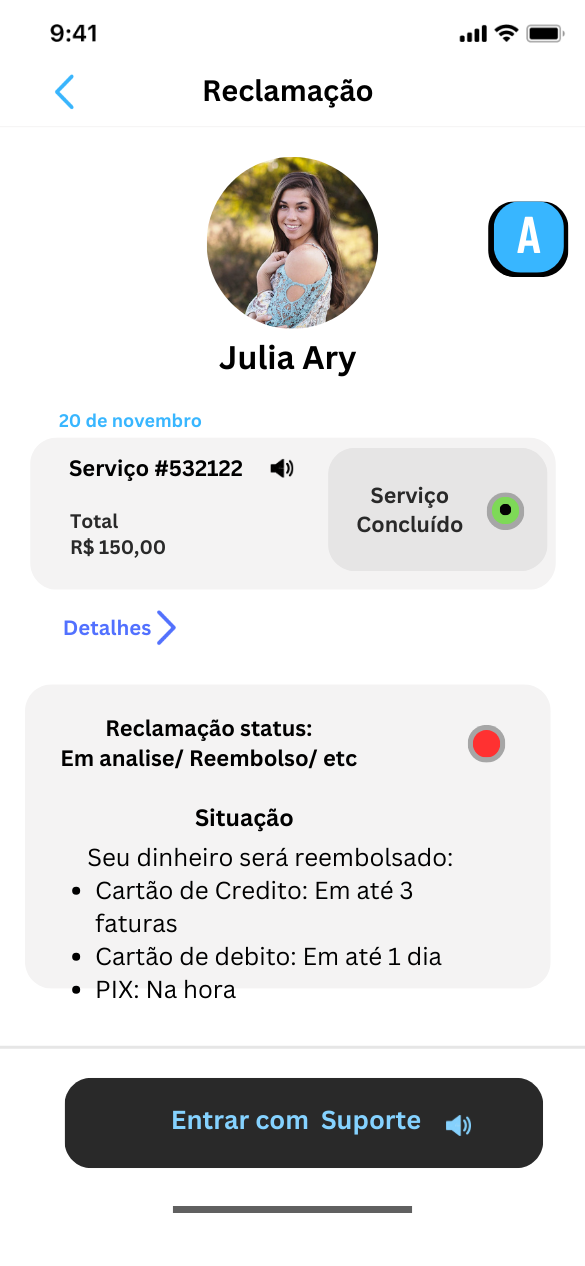 9:41
Reclamação
A
Julia Ary
20 de novembro
Serviço #532122
Total
R$ 150,00
Serviço
Concluído
Detalhes
Reclamação status:
Em analise/ Reembolso/ etc
Situação
Seu dinheiro será reembolsado:
• Cartão de Credito: Em até 3
faturas
• Cartão de debito: Em até 1 dia
• PIX: Na hora
Entrar com  Suporte